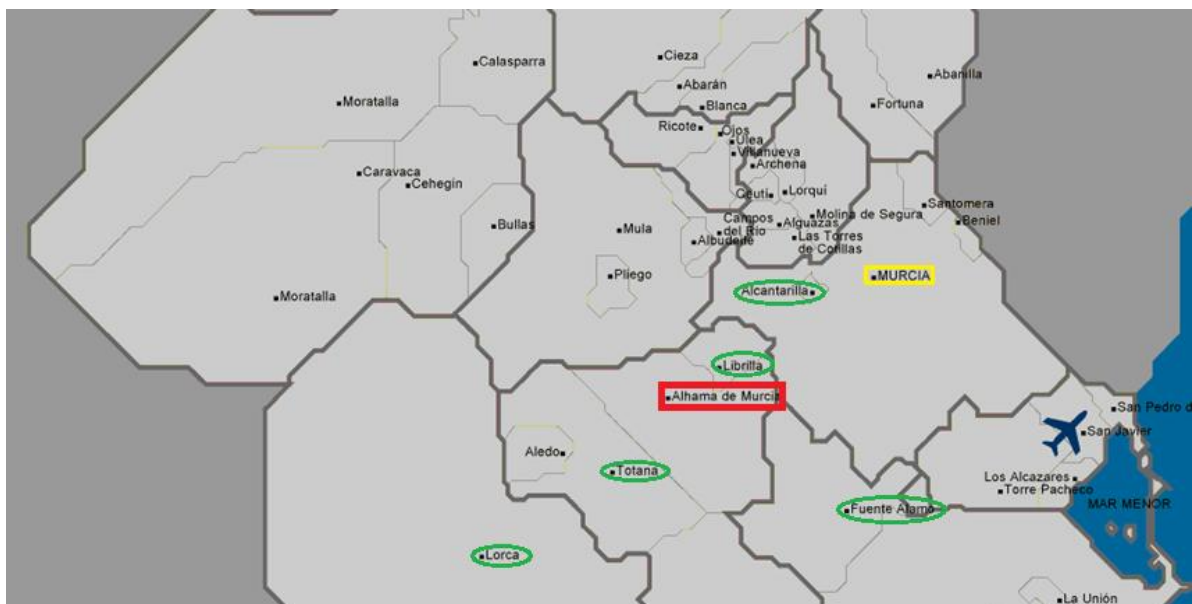 Cieza
Calasparra
Abanilla
Abarán
Moratalla
Blanca
Fortuna
Ricote
Ojos
Ulea
Villanueva
Archena
Caravaca
Cehegín
Ceutí
Lorquí
Santomera
Bullas
Mula
Campos
del Río
Molina de Segura
Beniel
Alguazas
Albudeite
Las Torres
de Cotillas
Pliego
MURCIA
Moratalla
Alcantarilla
Librilla
Alhama de Murcia
San Pedro d
San Javier
Aledo
Totana
Los Alcazares
Torre Pacheco
MAR MENOR
Fuente Alamo
Lorca
La Unión